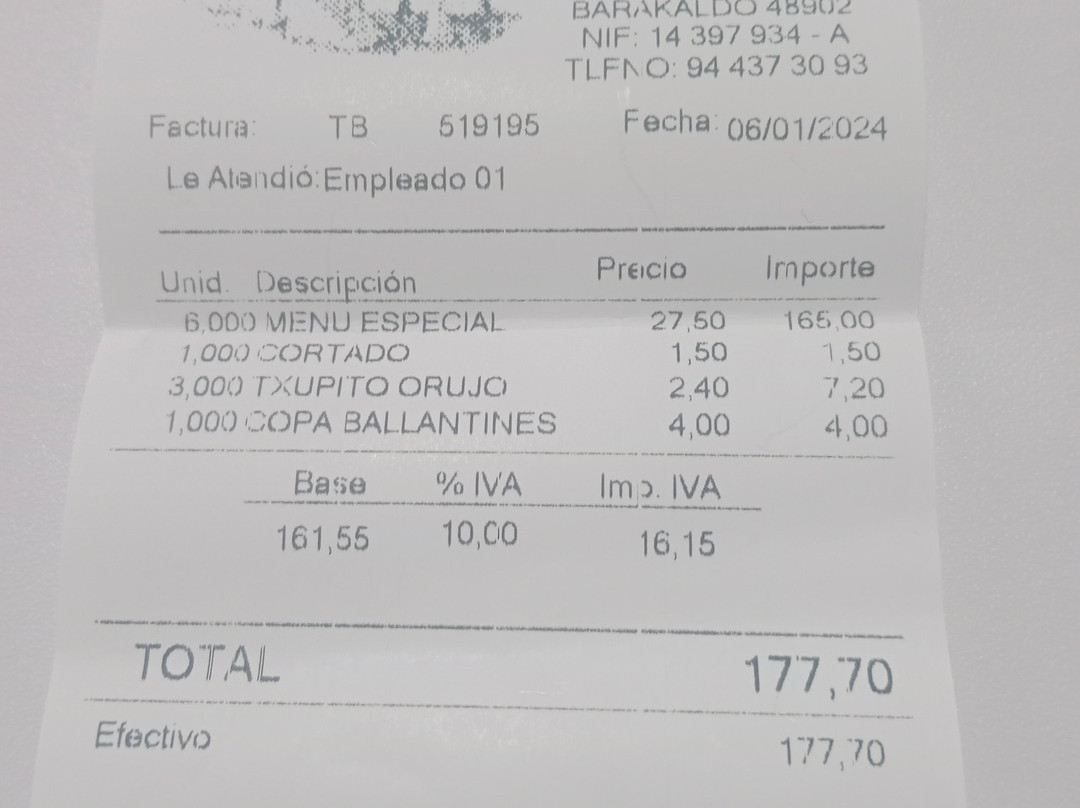 BARAKALDO 48902
NIF: 14 397 934 - A
TLFNO: 94 437 30 93
Factura: TB 519195 Fecha: 06/01/2024
Le Atendió: Empleado 01
Unid. Descripción Precio Importe
6,000 MENU ESPECIAL 27,50 165,00
1,000 CORTADO 1,50 1,50
3,000 TXUPITO ORUJO 2,40 7,20
1,000 COPA BALLANTINES 4,00 4,00
Base % IVA Imp. IVA
161,55 10,00 16,15
TOTAL 177,70
Efectivo 177,70